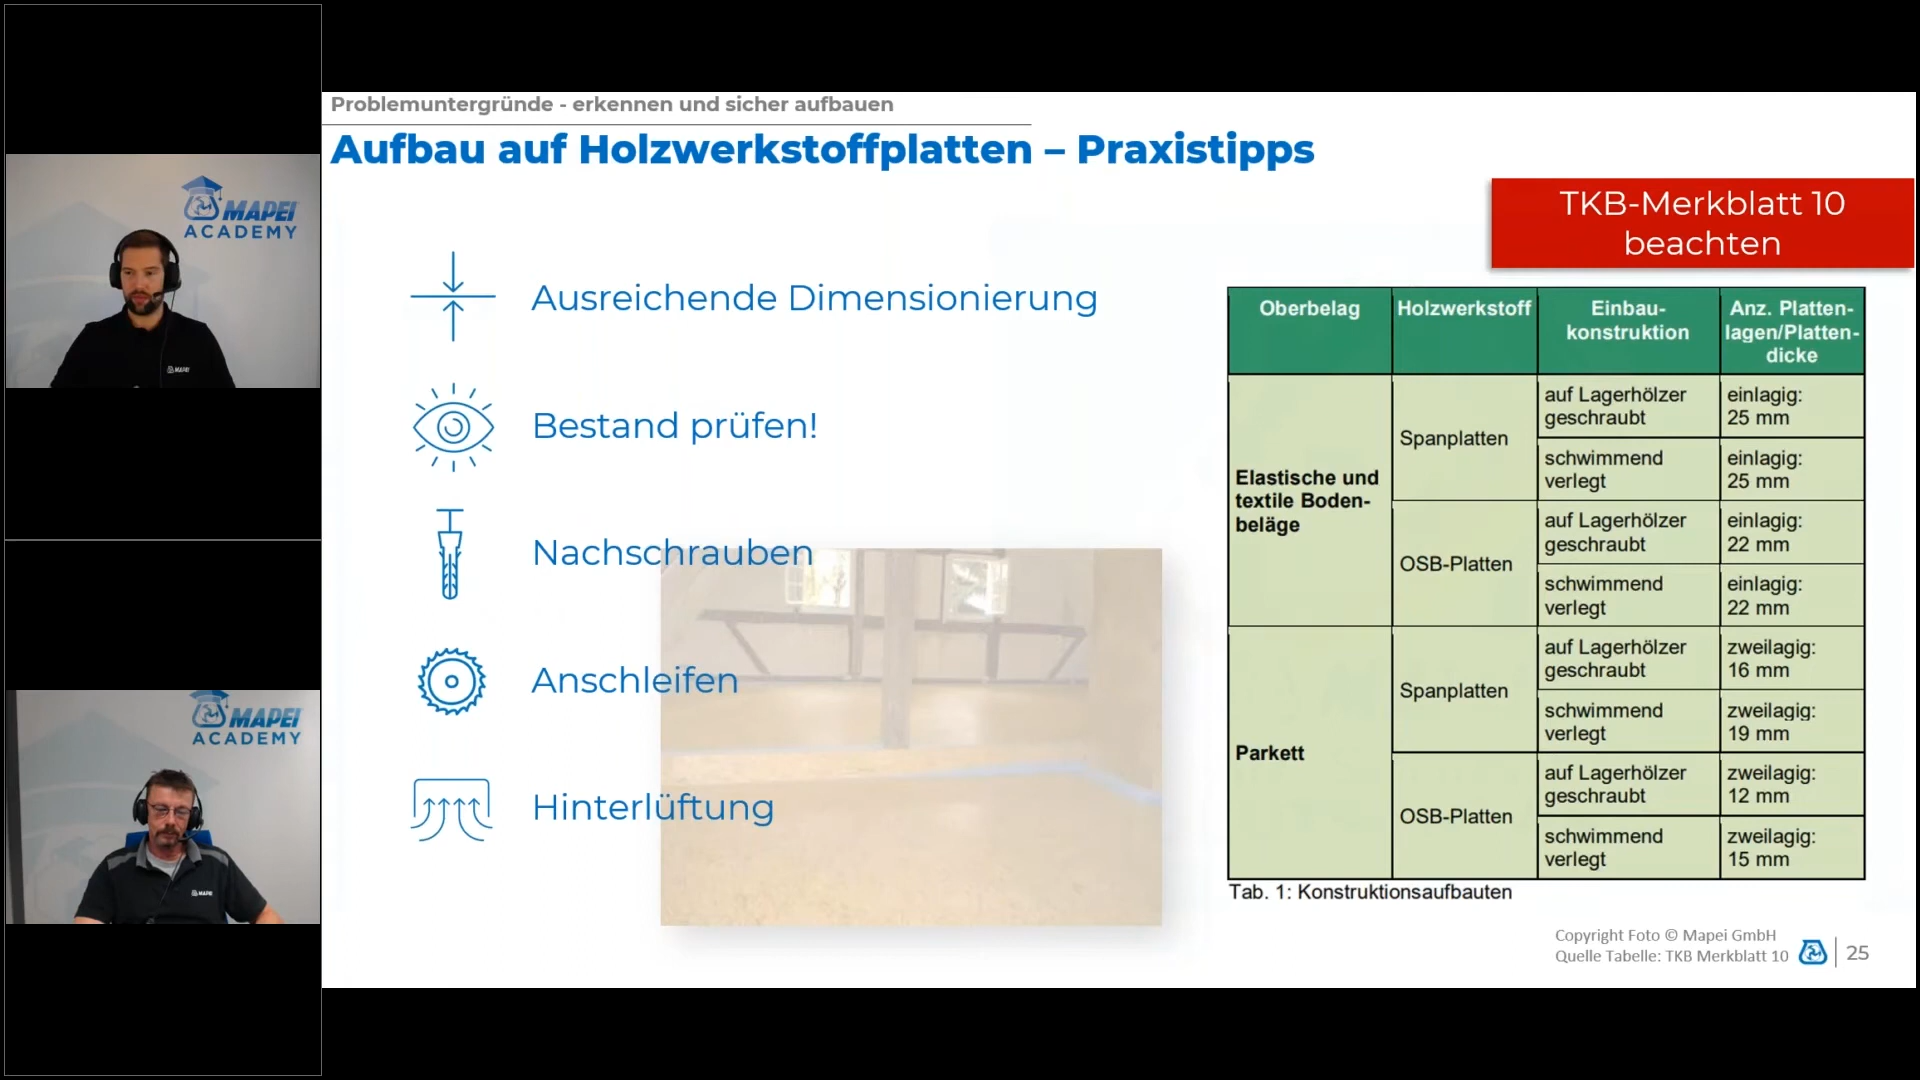 MAPEI
ACADEMY
MAPEI
MAPEI
ACADEMY
MAPEI
Problemuntergründe - erkennen und sicher aufbauen
Aufbau auf Holzwerkstoffplatten – Praxistipps
TKB-Merkblatt 10
beachten
Ausreichende Dimensionierung
Bestand prüfen!
Nachschrauben
Anschleifen
Hinterlüftung
Oberbelag
Holzwerkstoff
Einbau-
konstruktion
Anz. Platten-
lagen/Platten-
dicke
Elastische und
textile Boden-
beläge
Spanplatten
auf Lagerhölzer
geschraubt
einlagig:
25 mm
schwimmend
verlegt
einlagig:
25 mm
OSB-Platten
auf Lagerhölzer
geschraubt
einlagig:
22 mm
schwimmend
verlegt
einlagig:
22 mm
Parkett
Spanplatten
auf Lagerhölzer
geschraubt
zweilagig:
16 mm
schwimmend
verlegt
zweilagig:
19 mm
OSB-Platten
auf Lagerhölzer
geschraubt
zweilagig:
12 mm
schwimmend
verlegt
zweilagig:
15 mm
Tab. 1: Konstruktionsaufbauten
Copyright Foto © Mapei GmbH
Quelle Tabelle: TKB Merkblatt 10
25